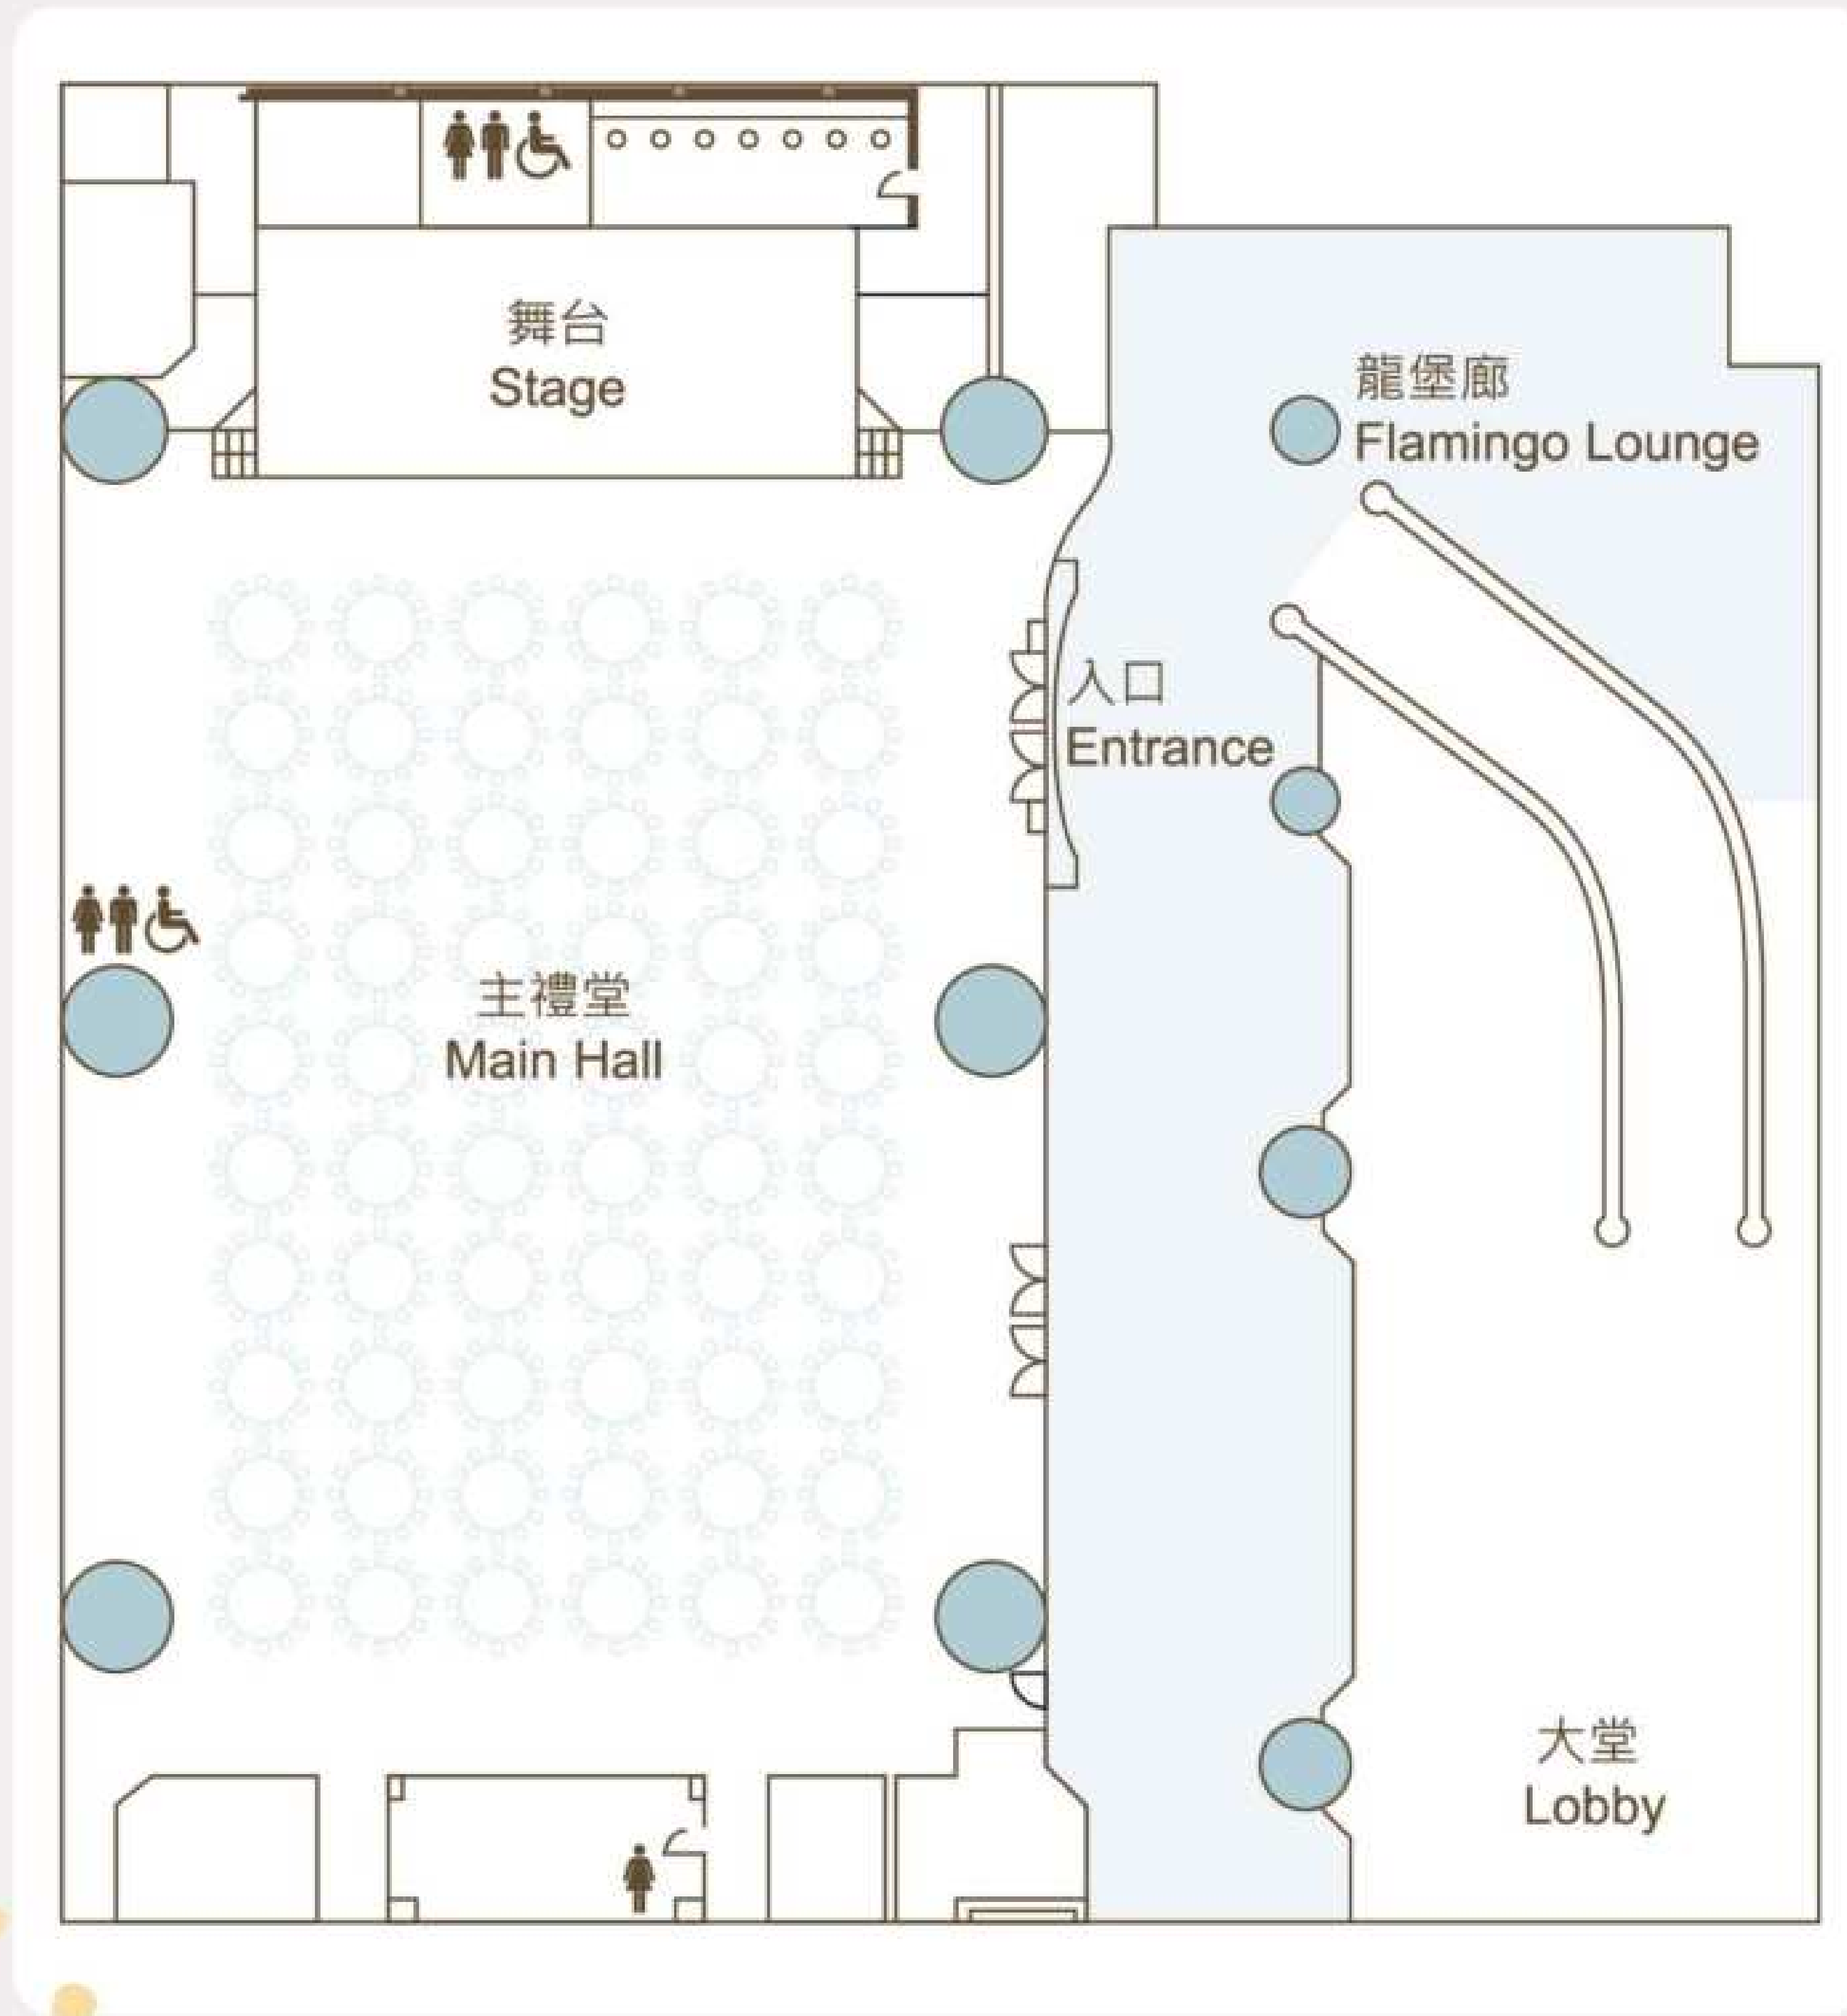 舞台
Stage
龍堡廊
Flamingo Lounge
入口
Entrance
主禮堂
Main Hall
大堂
Lobby